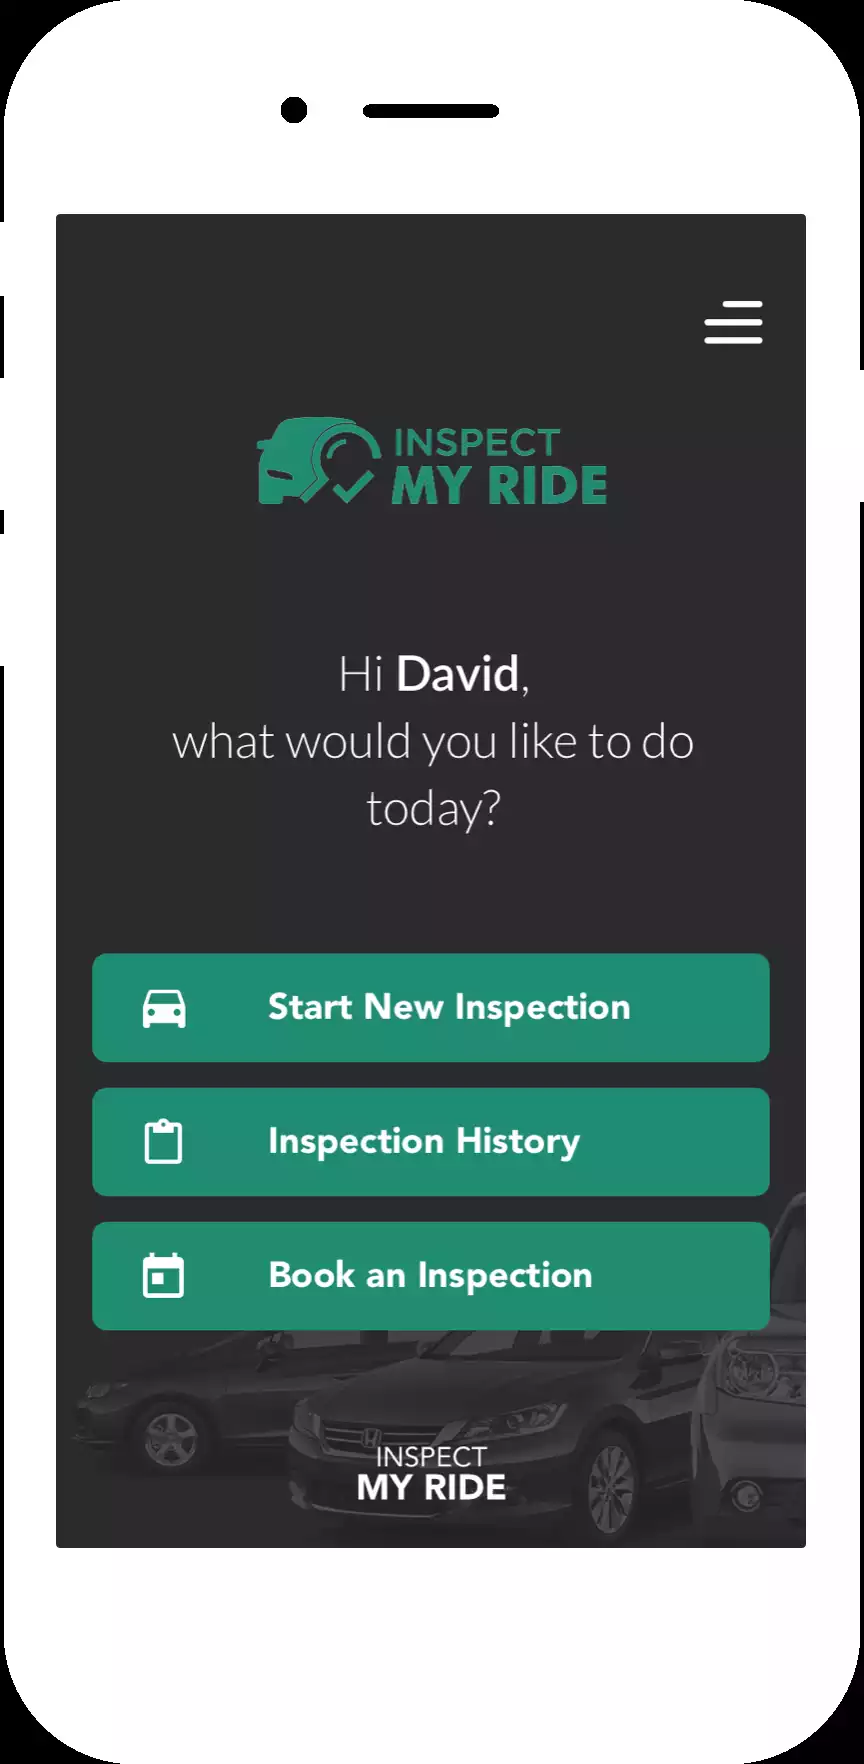 INSPECT
MY RIDE
Hi David,
what would you like to do
today?
Start New Inspection
Inspection History
Book an Inspection
INSPECT
MY RIDE